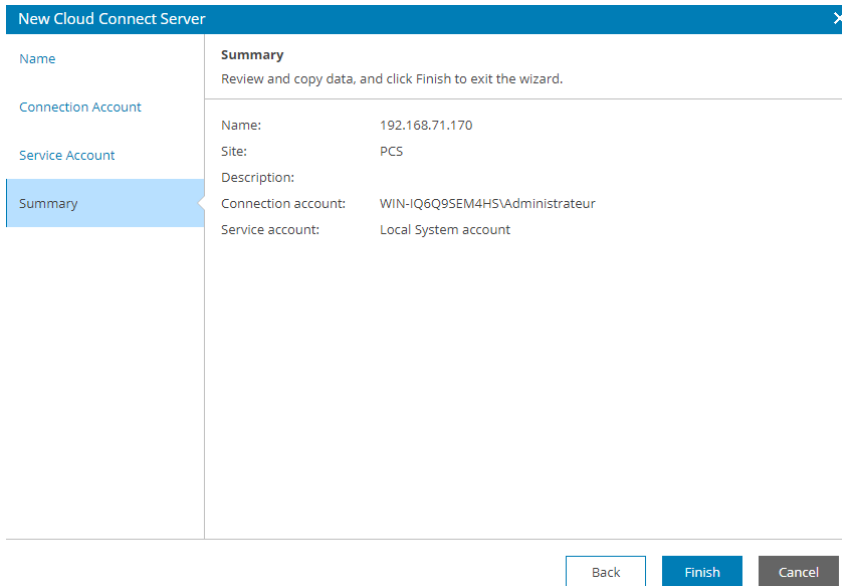 New Cloud Connect Server
Name
Connection Account
Service Account
Summary
Summary
Review and copy data, and click Finish to exit the wizard.
Name: 192.168.71.170
Site: PCS
Description:
Connection account: WIN-IQ6Q9SEM4HS\Administrateur
Service account: Local System account
Back Finish Cancel